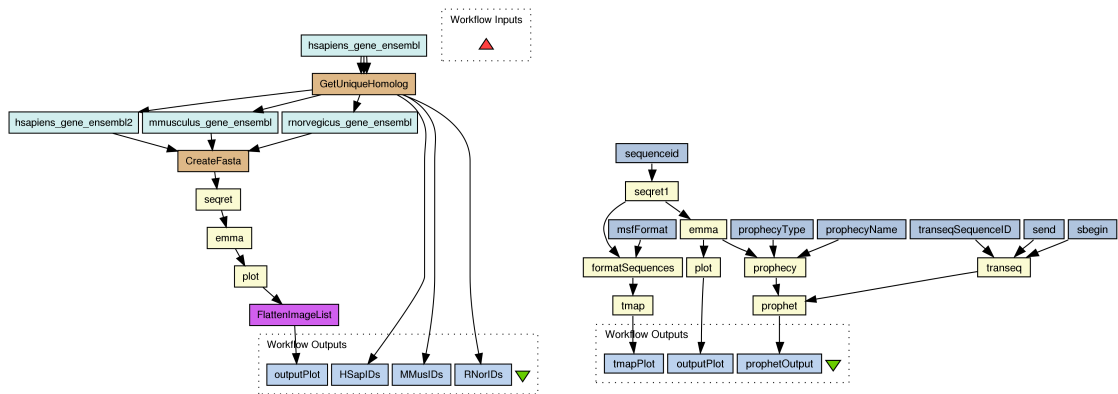 Workflow Inputs
hsapiens_gene_ensembl
GetUniqueHomolog
hsapiens_gene_ensembl2
mmusculus_gene_ensembl
rnorvegicus_gene_ensembl
CreateFasta
seqret
emma
plot
FlattenImageList
Workflow Outputs
outputPlot
HSapIDs
MMusIDs
RNorIDs
sequenceid
seqret1
msfFormat
emma
prophecyType
prophecyName
transeqSequenceID
send
sbegin
formatSequences
plot
prophecy
transeq
tmap
prophet
Workflow Outputs
tmapPlot
outputPlot
prophetOutput